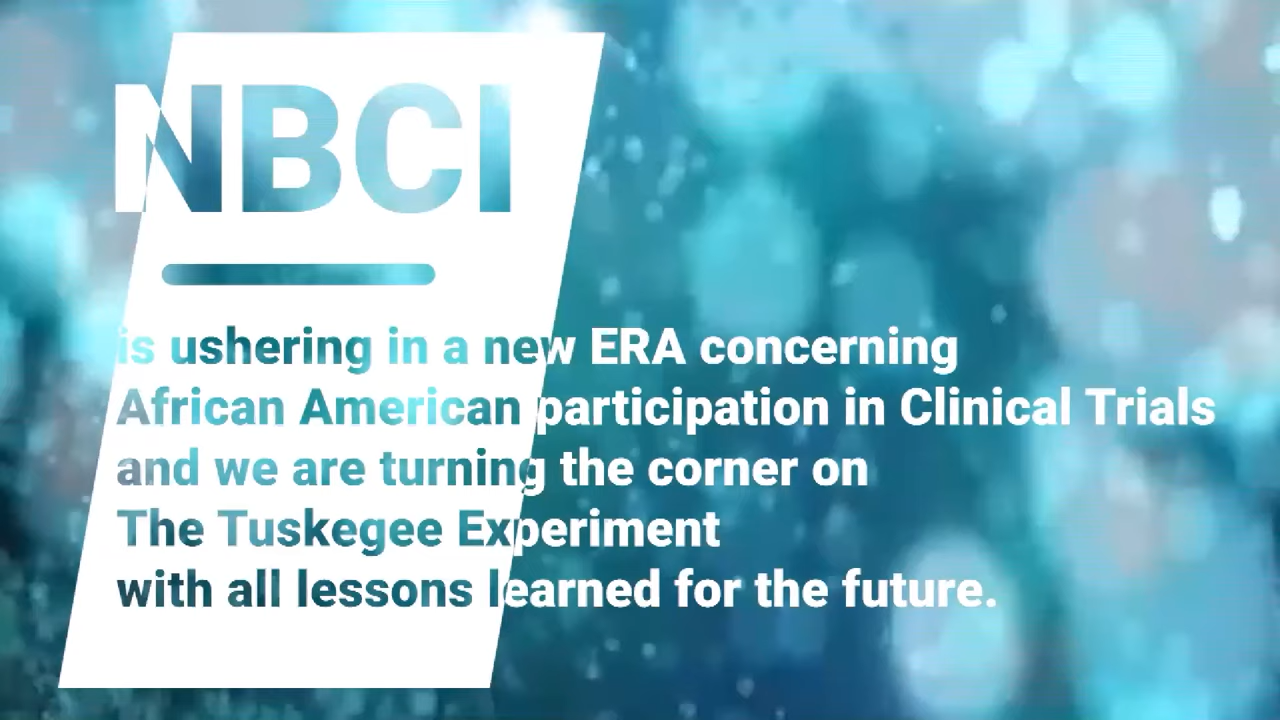 NBCI
is ushering in a new ERA concerning
African American participation in Clinical Trials
and we are turning the corner on
The Tuskegee Experiment
with all lessons learned for the future.